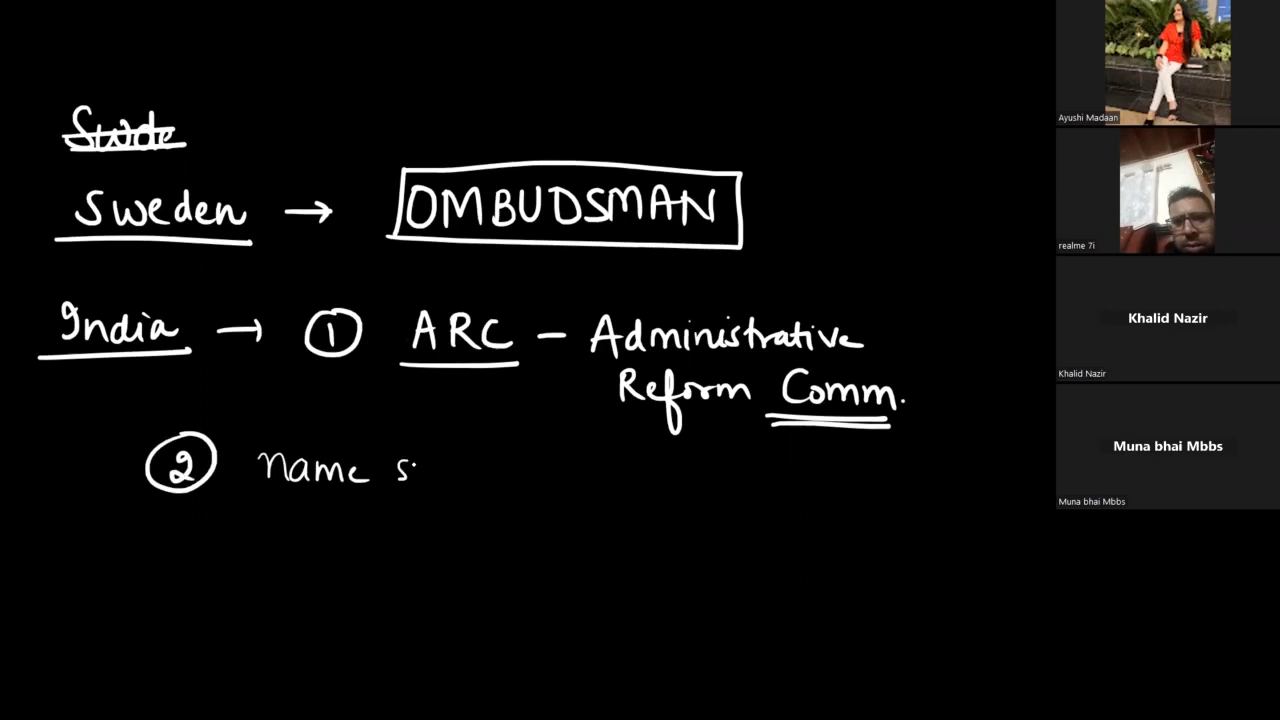 Swde
Sweden → OMBUDSMAN
India → ① ARC – Administrative
Reform Comm.
② name s
Ayushi Madaan
realme 7i
Khalid Nazir
Khalid Nazir
Muna bhai Mbbs
Muna bhai Mbbs